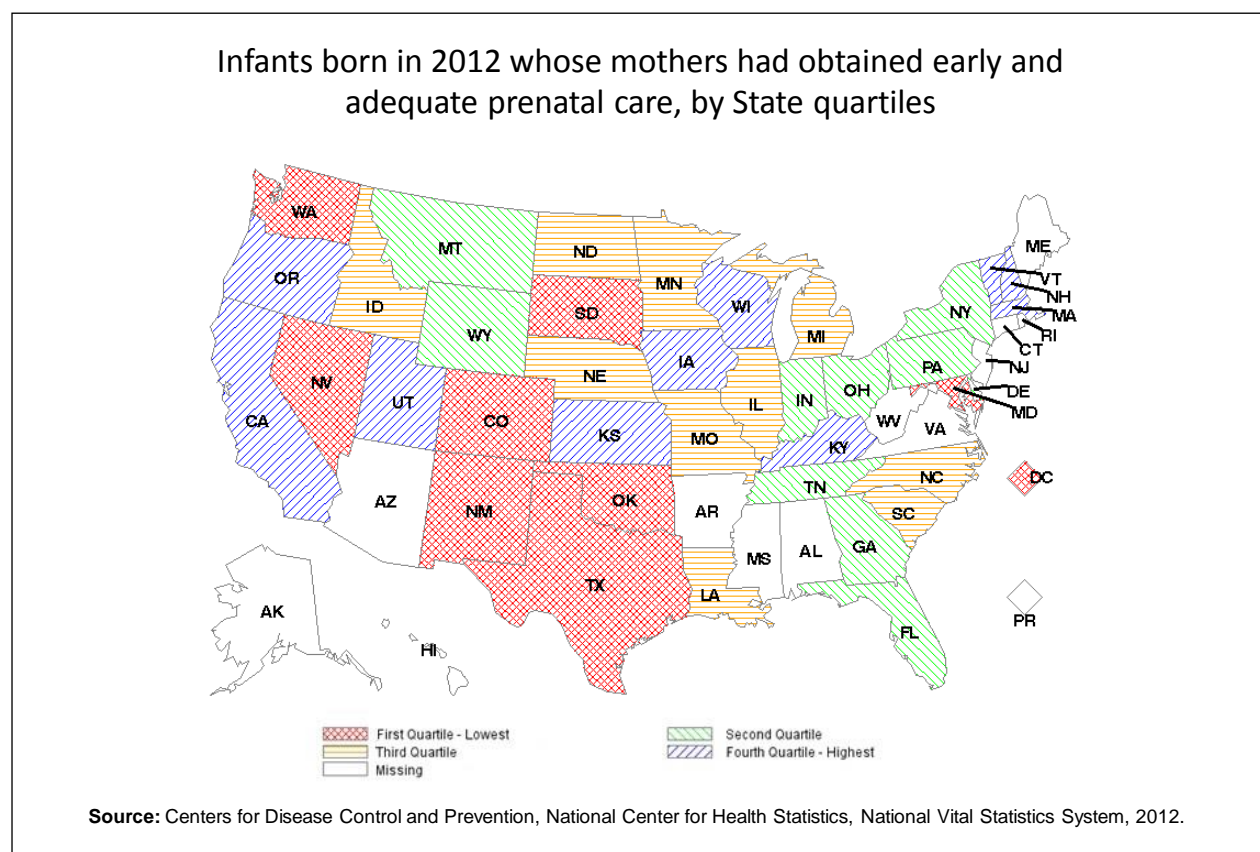 Infants born in 2012 whose mothers had obtained early and
adequate prenatal care, by State quartiles
WA
MT
ND
MN
ME
OR
ID
WY
SD
WI
MI
NY
VT
NH
MA
RI
CT
NJ
DE
MD
NV
UT
CO
NE
IA
IL
IN
OH
PA
CA
KS
MO
KY
WV
VA
AZ
NM
OK
AR
TN
NC
SC
DC
TX
LA
MS
AL
GA
FL
AK
HI
PR
First Quartile - Lowest
Second Quartile
Third Quartile
Fourth Quartile - Highest
Missing
Source: Centers for Disease Control and Prevention, National Center for Health Statistics, National Vital Statistics System, 2012.